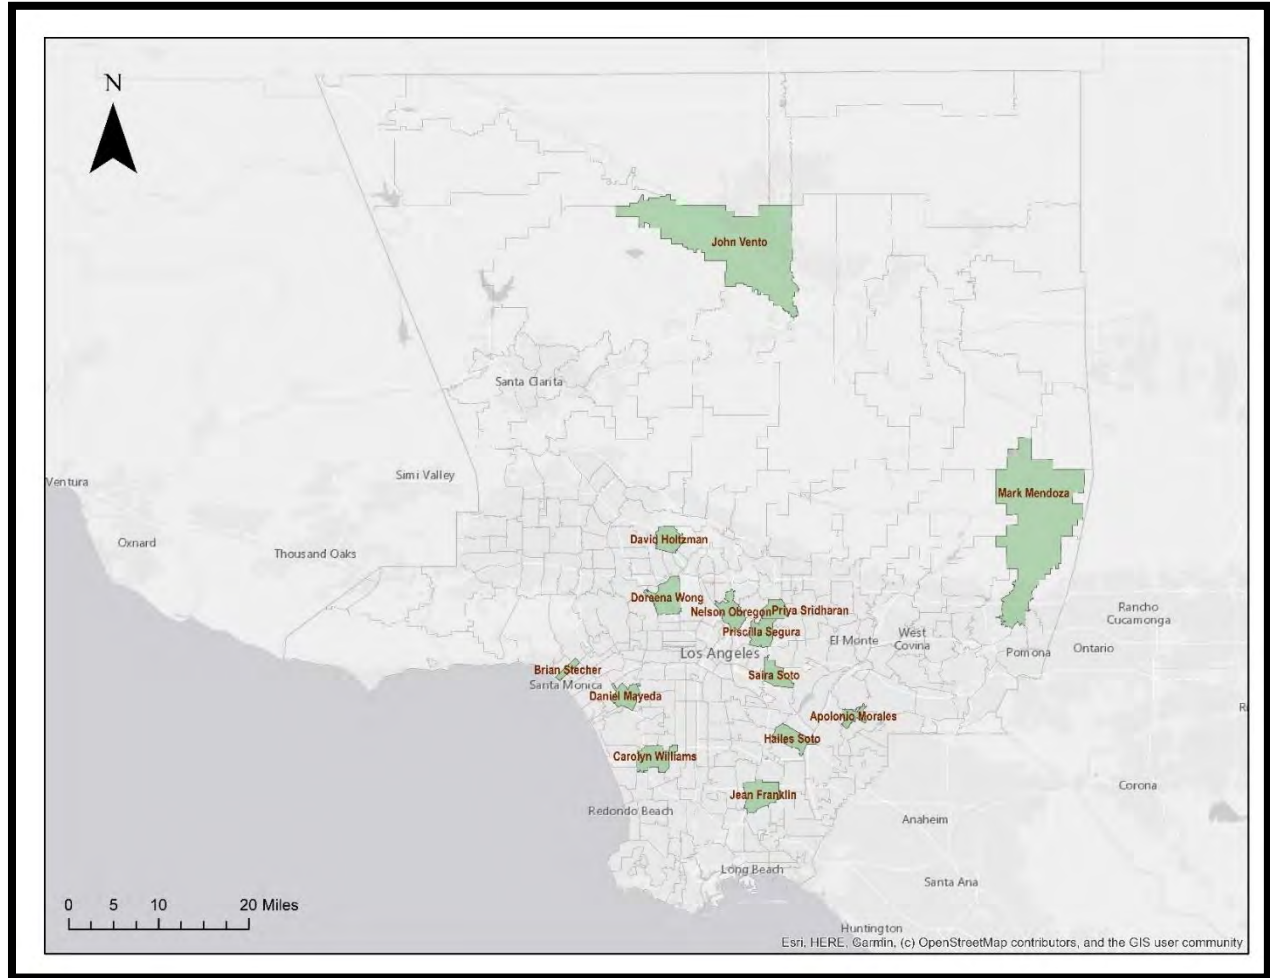 N
John Vento
Santa Clarita
Simi Valley
Ventura
Mark Mendoza
Oxnard
Thousand Oaks
David Holtzman
Doreena Wong
Nelson Obregon
Priya Sridharan
Priscilla Segura
Rancho
Cucamonga
El Monte
West
Covina
Los Angeles
Pomona
Ontario
Brian Stecher
Santa Monica
Saira Soto
Daniel Mayeda
Apolonio Morales
Hailes Soto
Carolyn Williams
Jean Franklin
Corona
Redondo Beach
Anaheim
Long Beach
Santa Ana
0 5 10 20 Miles
Huntington
Esri, HERE, Garmin, (c) OpenStreetMap contributors, and the GIS user community